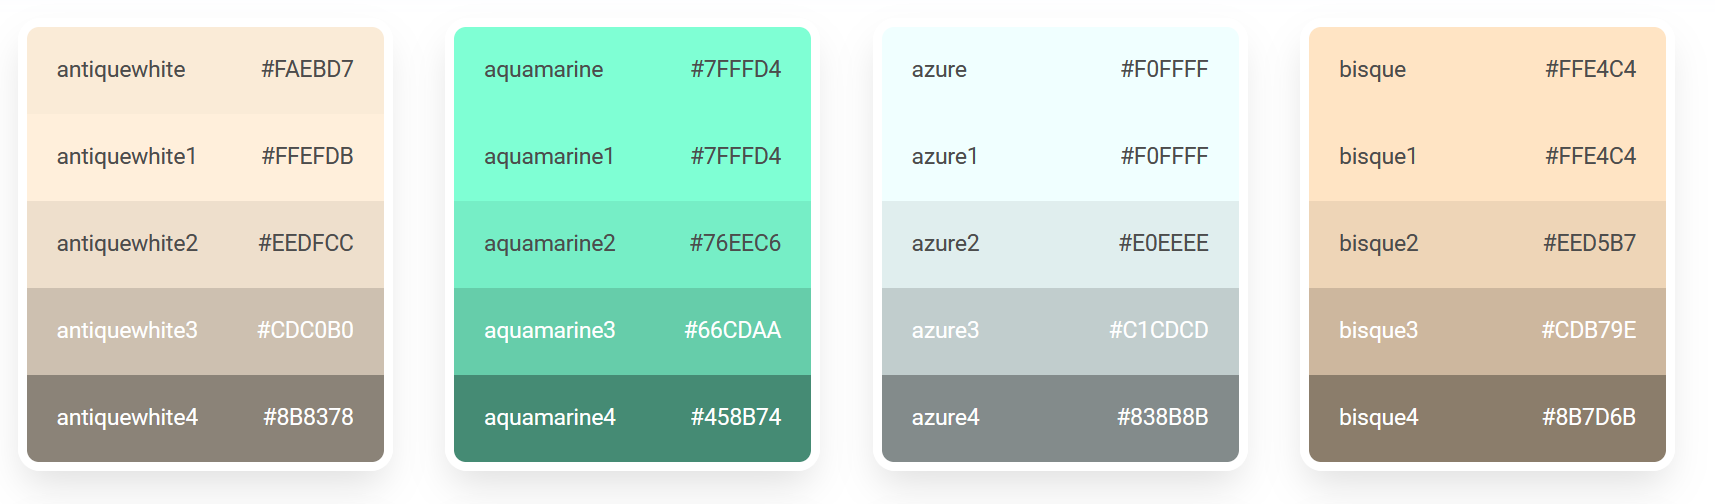 antiquewhite #FAEBD7
antiquewhite1 #FFEFDB
antiquewhite2 #EEDFCC
antiquewhite3 #CDC0B0
antiquewhite4 #8B8378
aquamarine #7FFFD4
aquamarine1 #7FFFD4
aquamarine2 #76EEC6
aquamarine3 #66CDAA
aquamarine4 #458B74
azure #F0FFFF
azure1 #F0FFFF
azure2 #E0EEEE
azure3 #C1CDCD
azure4 #838B8B
bisque #FFE4C4
bisque1 #FFE4C4
bisque2 #EED5B7
bisque3 #CDB79E
bisque4 #8B7D6B